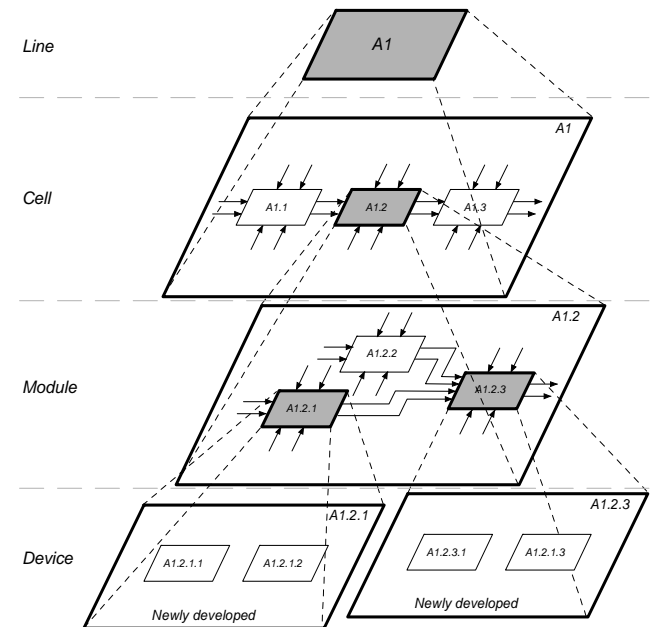 Line
A1
A1
Cell
A1.1
A1.2
A1.3
A1.2
A1.2.2
Module
A1.2.1
A1.2.3
A1.2.1
A1.2.3
Device
A1.2.1.1
A1.2.1.2
A1.2.3.1
A1.2.1.3
Newly developed
Newly developed